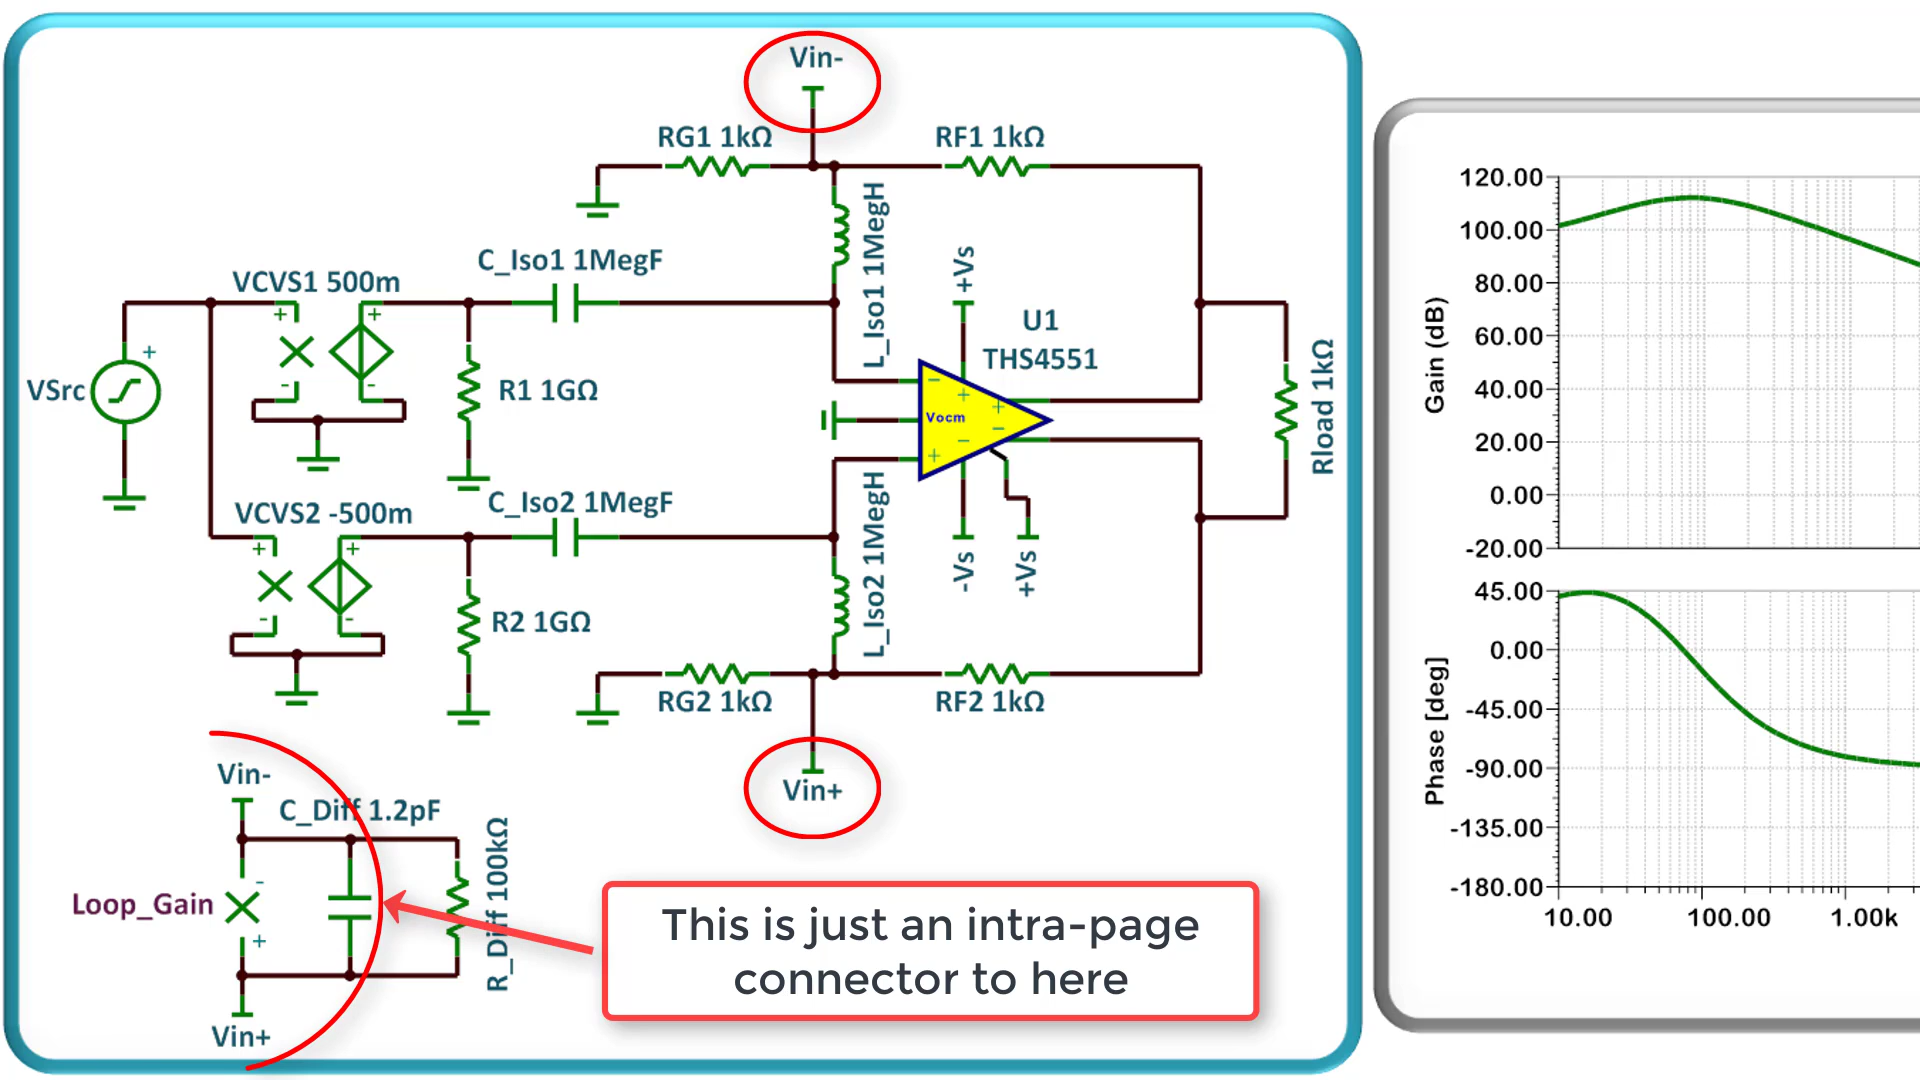 Vin-
RG1 1kΩ
RF1 1kΩ
L_Iso1 1MegH
C_Iso1 1MegF
VCVS1 500m
+Vs
U1
THS4551
VSrc
R1 1GΩ
Vocm
Rload 1kΩ
VCVS2 -500m
C_Iso2 1MegF
L_Iso2 1MegH
-Vs
+Vs
R2 1GΩ
RG2 1kΩ
RF2 1kΩ
Vin+
Vin-
C_Diff 1.2pF
R_Diff 100kΩ
Loop_Gain
Vin+
This is just an intra-page
connector to here
Gain (dB)
120.00
100.00
80.00
60.00
40.00
20.00
0.00
-20.00
Phase [deg]
45.00
0.00
-45.00
-90.00
-135.00
-180.00
10.00 100.00 1.00k